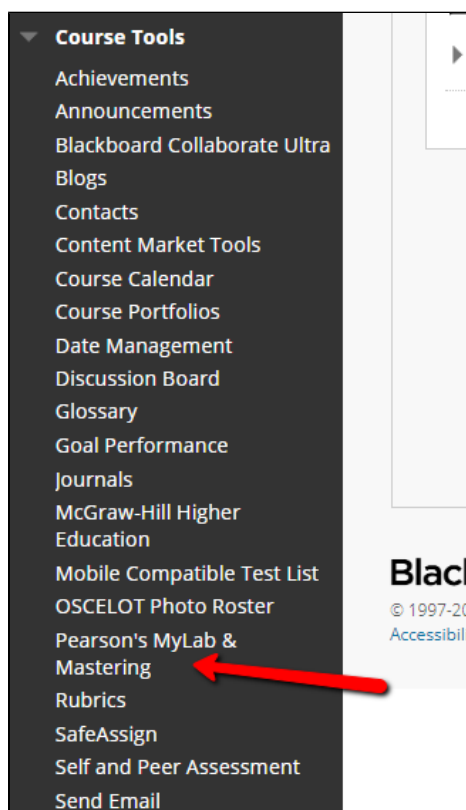 Course Tools
Achievements
Announcements
Blackboard Collaborate Ultra
Blogs
Contacts
Content Market Tools
Course Calendar
Course Portfolios
Date Management
Discussion Board
Glossary
Goal Performance
Journals
McGraw-Hill Higher
Education
Mobile Compatible Test List
OSCELOT Photo Roster
Pearson's MyLab &
Mastering
Rubrics
SafeAssign
Self and Peer Assessment
Send Email
© 1997-